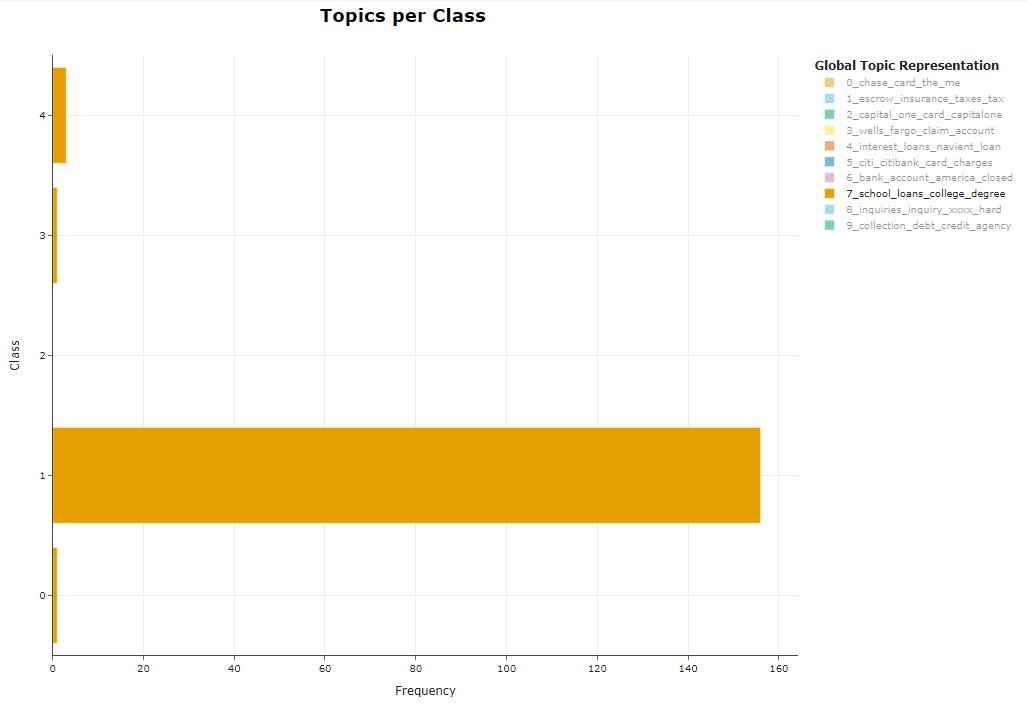 Topics per Class
Global Topic Representation
0_chase_card_the_me
1_escrow_insurance_taxes_tax
2_capital_one_card_capitalone
3_wells_fargo_claim_account
4_interest_loans_navient_loan
5_citi_citibank_card_charges
6_bank_account_america_closed
7_school_loans_college_degree
8_inquiries_inquiry_xxxx_hard
9_collection_debt_credit_agency
Class
4
3
2
1
0
0 20 40 60 80 100 120 140 160
Frequency